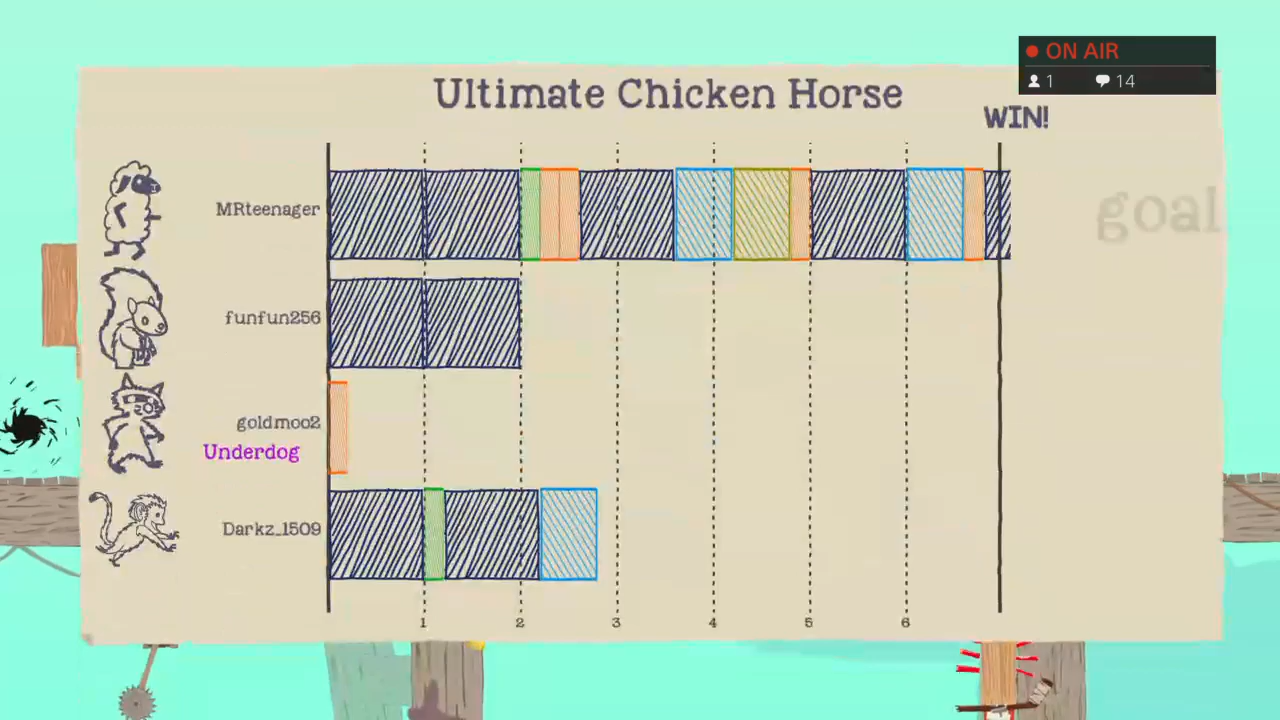 ON AIR
1 14
Ultimate Chicken Horse
WIN!
MRteenager
goal
funfun256
goldmoo2
Underdog
Darkz_1509
1 2 3 4 5 6